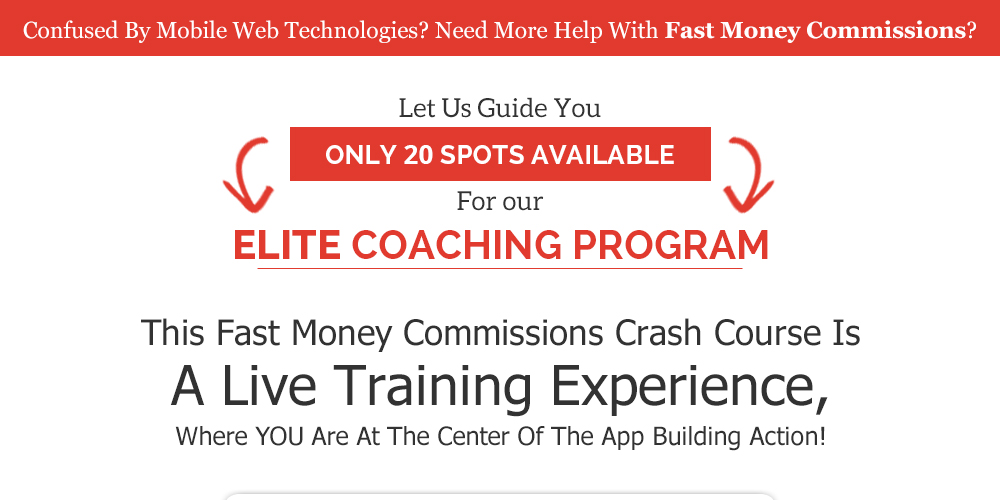 Confused By Mobile Web Technologies? Need More Help With Fast Money Commissions?
Let Us Guide You
ONLY 20 SPOTS AVAILABLE
For our
ELITE COACHING PROGRAM
This Fast Money Commissions Crash Course Is
A Live Training Experience,
Where YOU Are At The Center Of The App Building Action!